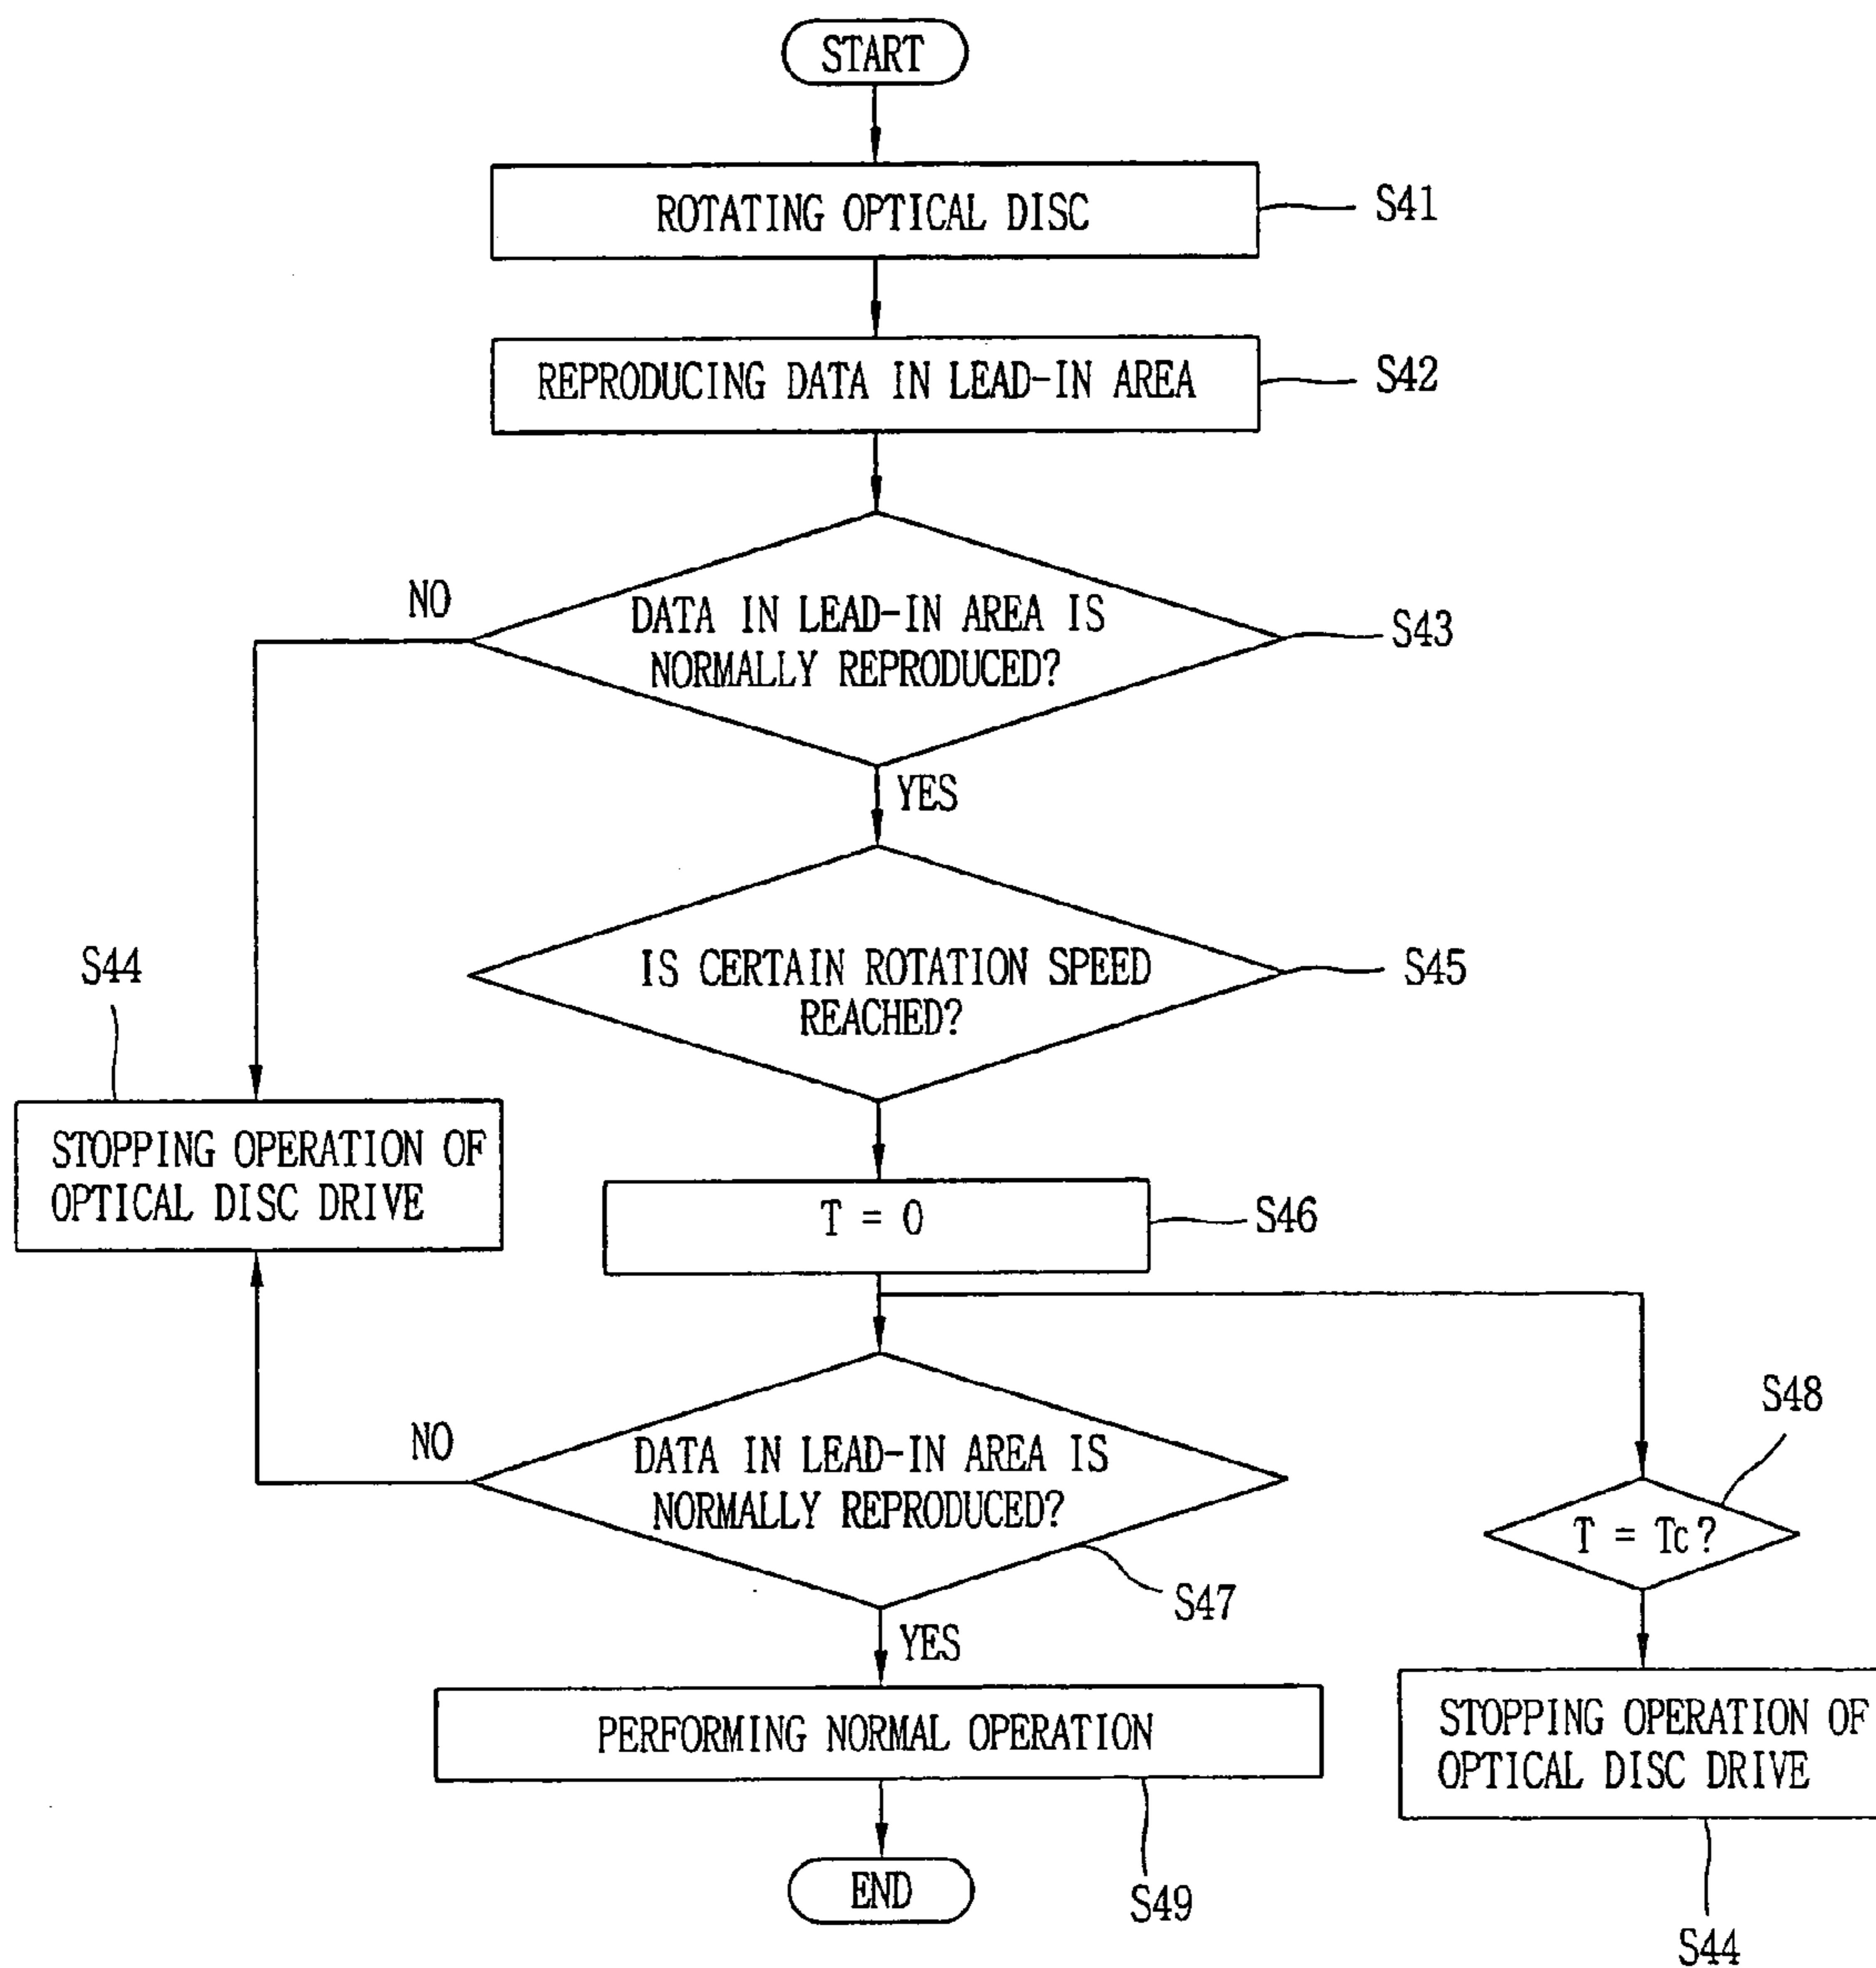 START
ROTATING OPTICAL DISC
S41
REPRODUCING DATA IN LEAD-IN AREA
S42
NO
DATA IN LEAD-IN AREA IS
NORMALLY REPRODUCED?
S43
YES
IS CERTAIN ROTATION SPEED
REACHED?
S45
S44
STOPPING OPERATION OF
OPTICAL DISC DRIVE
T = 0
S46
NO
DATA IN LEAD-IN AREA IS
NORMALLY REPRODUCED?
S47
S48
T = Tc?
YES
PERFORMING NORMAL OPERATION
S49
STOPPING OPERATION OF
OPTICAL DISC DRIVE
S44
END